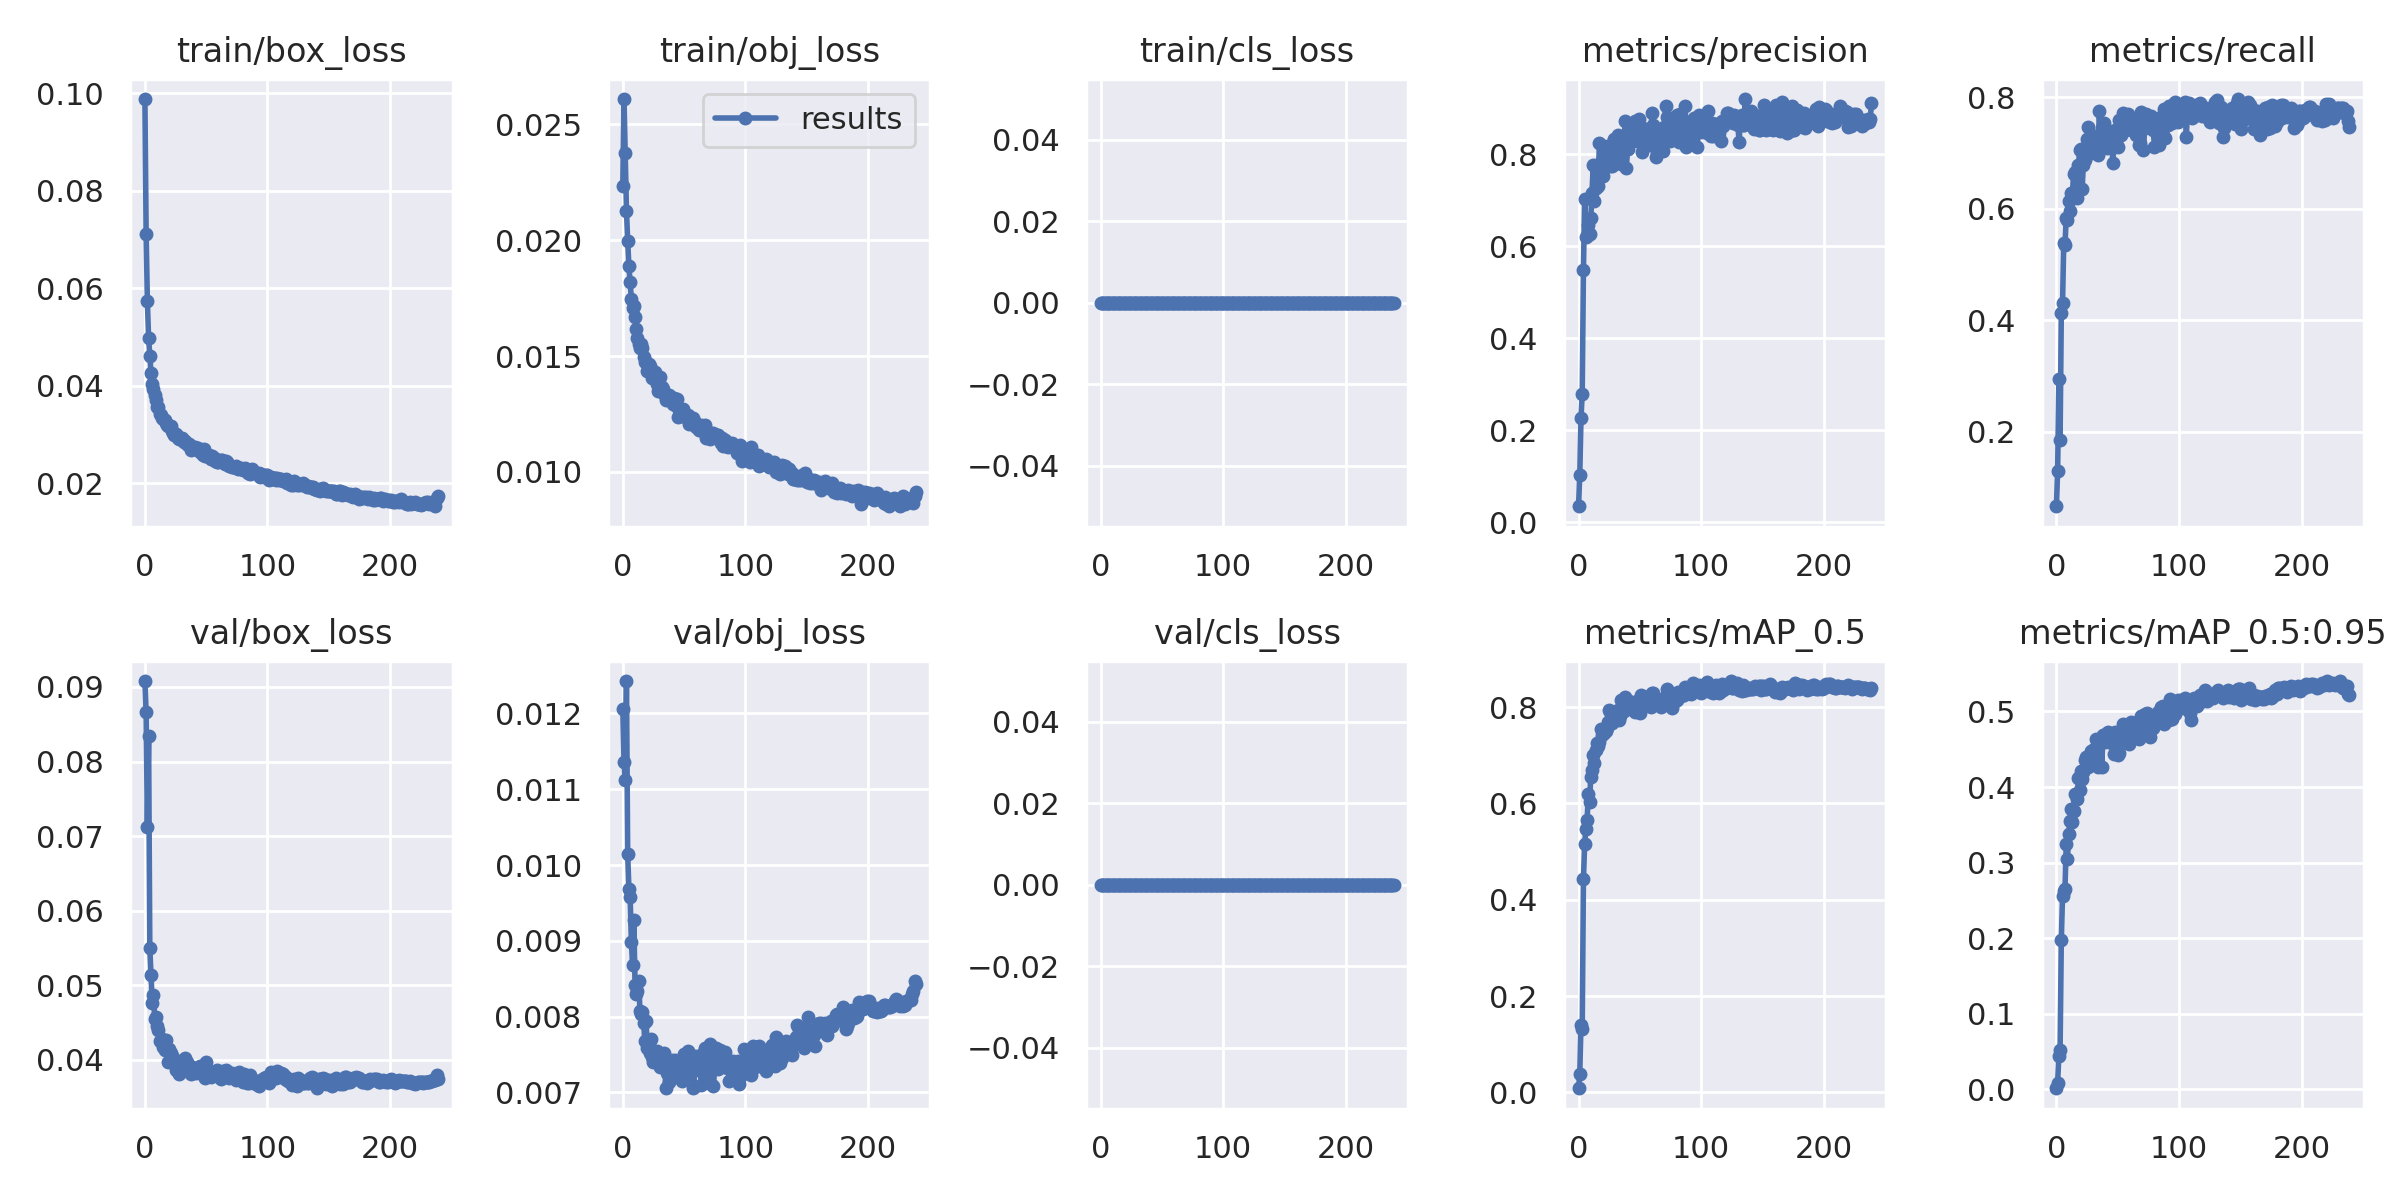 train/box_loss
0.10
0.08
0.06
0.04
0.02
0 100 200
train/obj_loss
results
0.025
0.020
0.015
0.010
0 100 200
train/cls_loss
0.04
0.02
0.00
−0.02
−0.04
0 100 200
metrics/precision
0.8
0.6
0.4
0.2
0.0
0 100 200
metrics/recall
0.8
0.6
0.4
0.2
0 100 200
val/box_loss
0.09
0.08
0.07
0.06
0.05
0.04
0 100 200
val/obj_loss
0.012
0.011
0.010
0.009
0.008
0.007
0 100 200
val/cls_loss
0.04
0.02
0.00
−0.02
−0.04
0 100 200
metrics/mAP_0.5
0.8
0.6
0.4
0.2
0.0
0 100 200
metrics/mAP_0.5:0.95
0.5
0.4
0.3
0.2
0.1
0.0
0 100 200